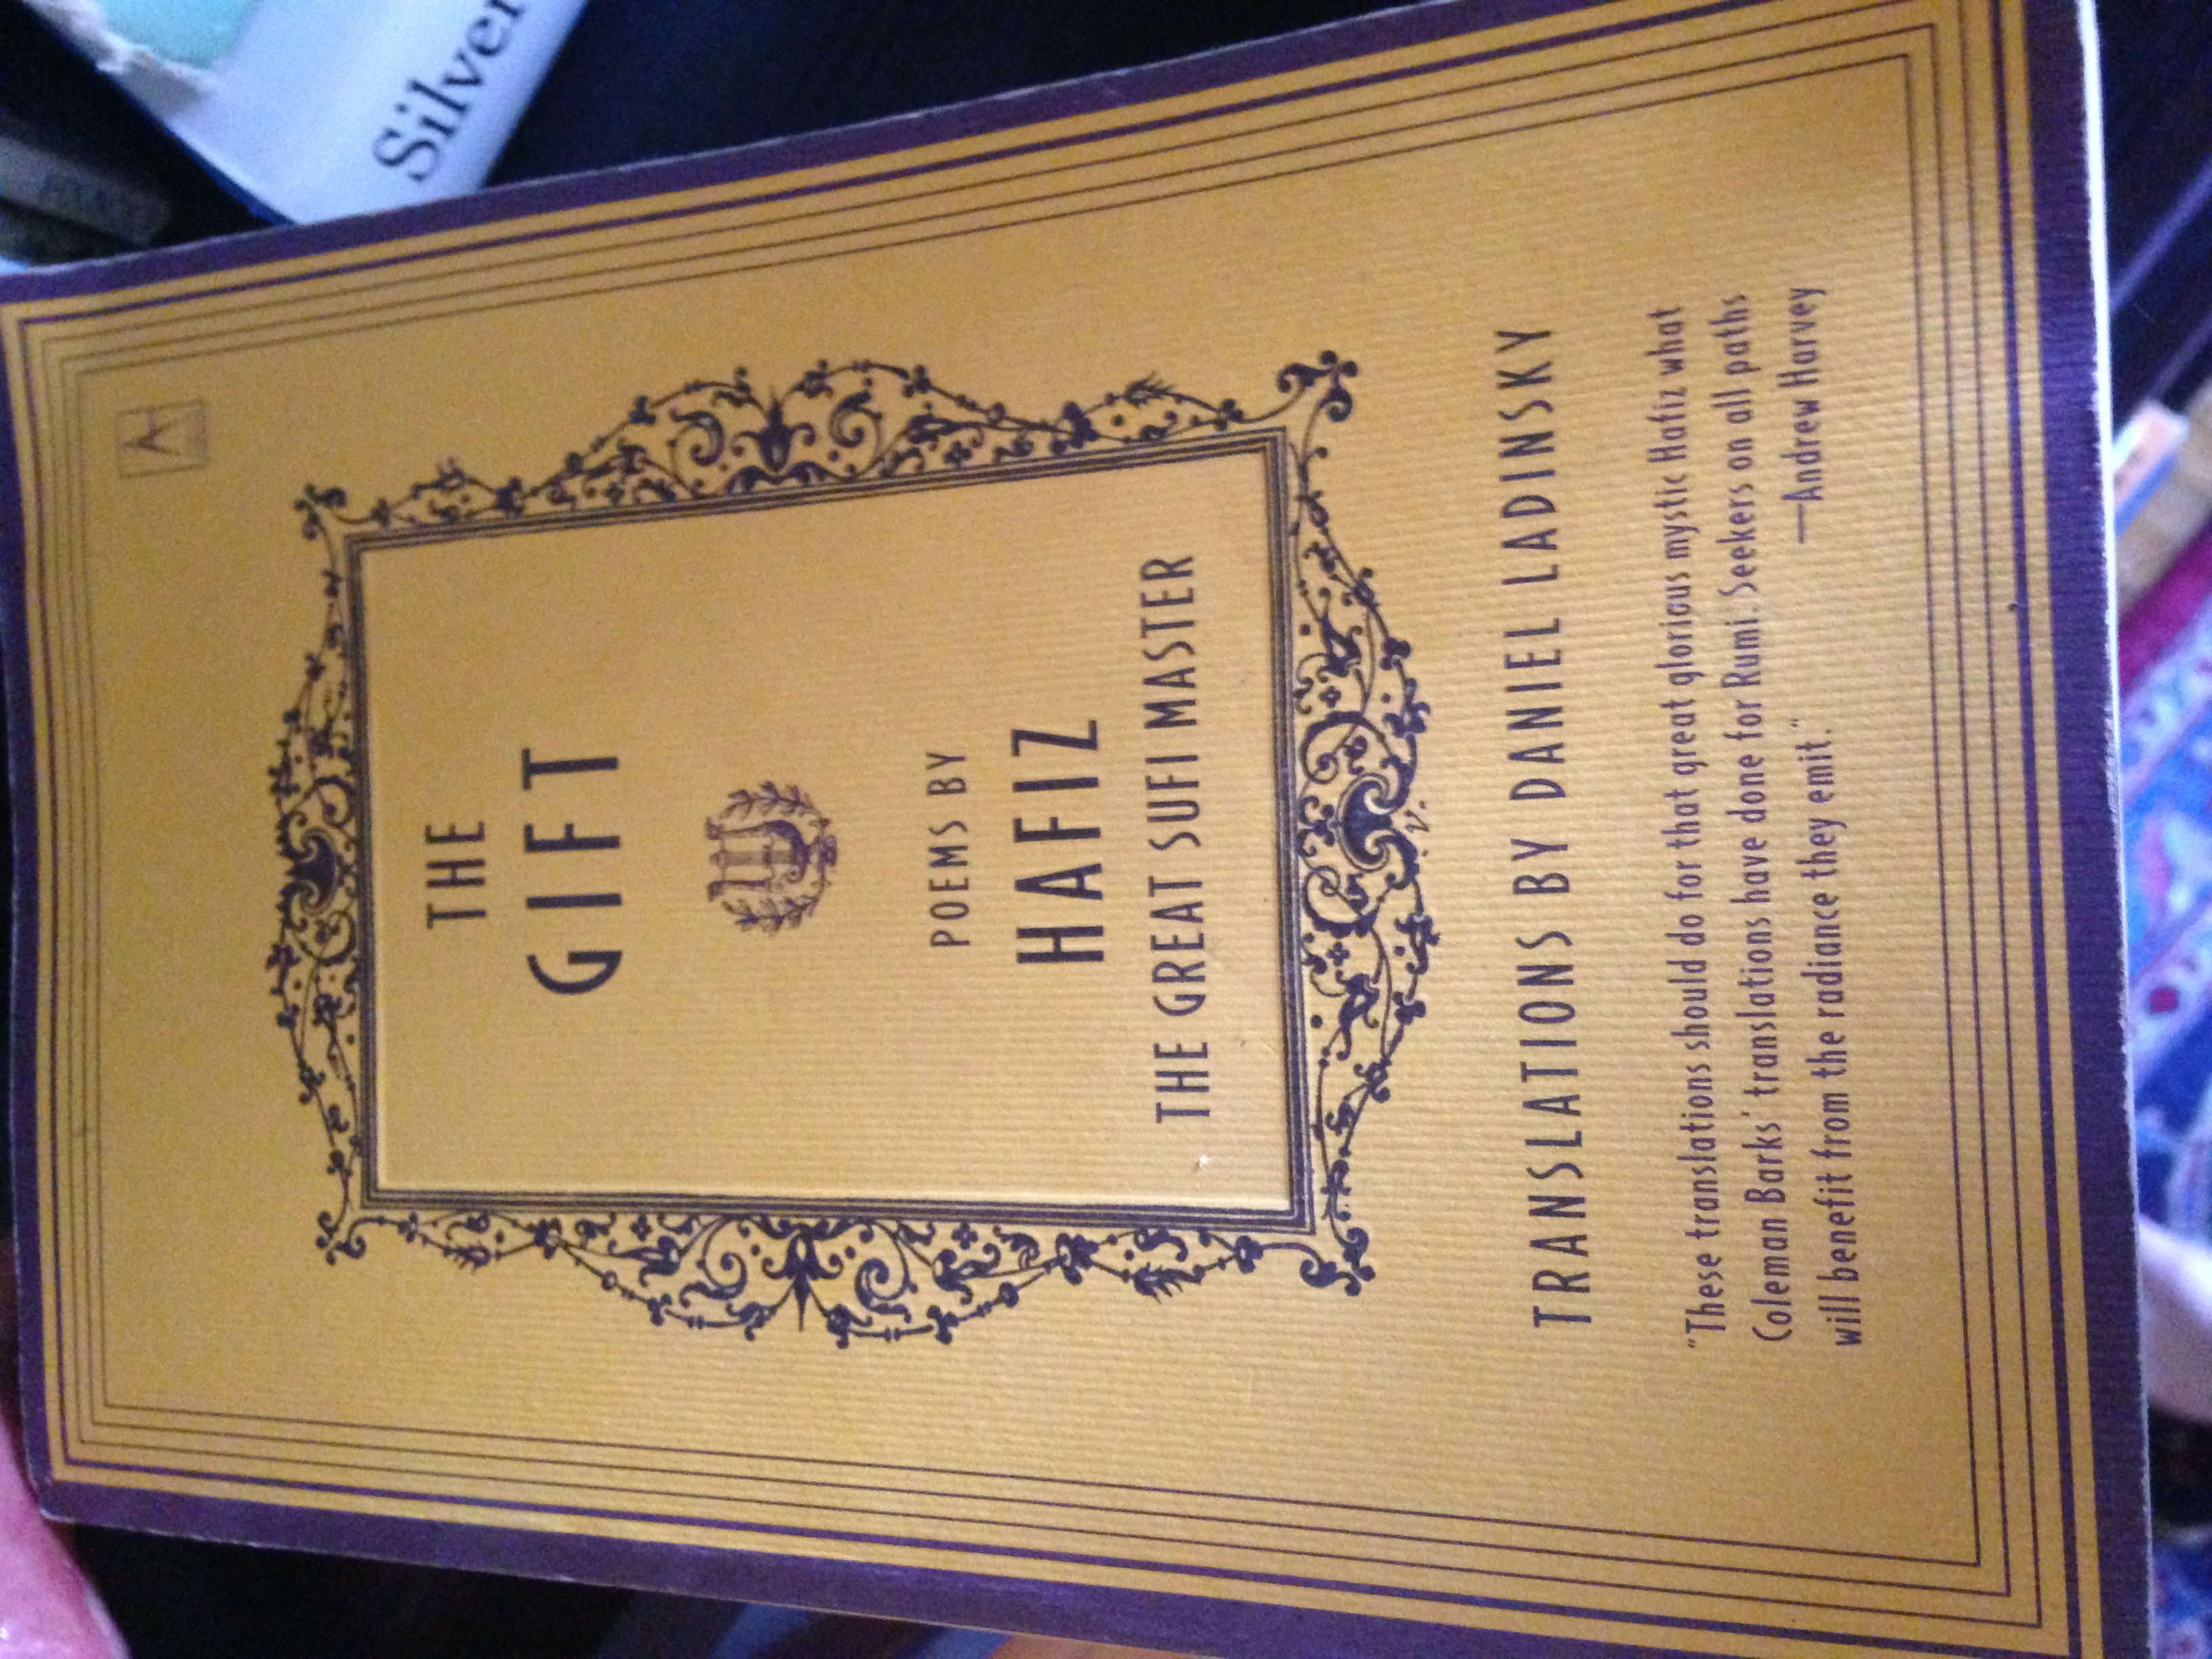 THE
GIFT
POEMS BY
HAFIZ
THE GREAT SUFI MASTER
.V.
TRANSLATIONS BY DANIEL LADINSKY
"These translations should do for that great glorious mystic Hafiz what
Coleman Barks' translations have done for Rumi. Seekers on all paths
will benefit from the radiance they emit." —Andrew Harvey
Silver